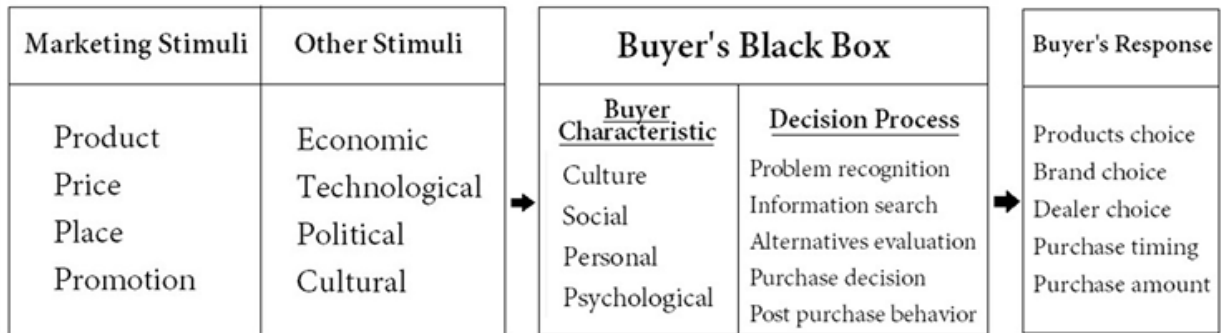 Marketing Stimuli
Product
Price
Place
Promotion
Other Stimuli
Economic
Technological
Political
Cultural
Buyer's Black Box
Buyer
Characteristic
Culture
Social
Personal
Psychological
Decision Process
Problem recognition
Information search
Alternatives evaluation
Purchase decision
Post purchase behavior
Buyer's Response
Products choice
Brand choice
Dealer choice
Purchase timing
Purchase amount